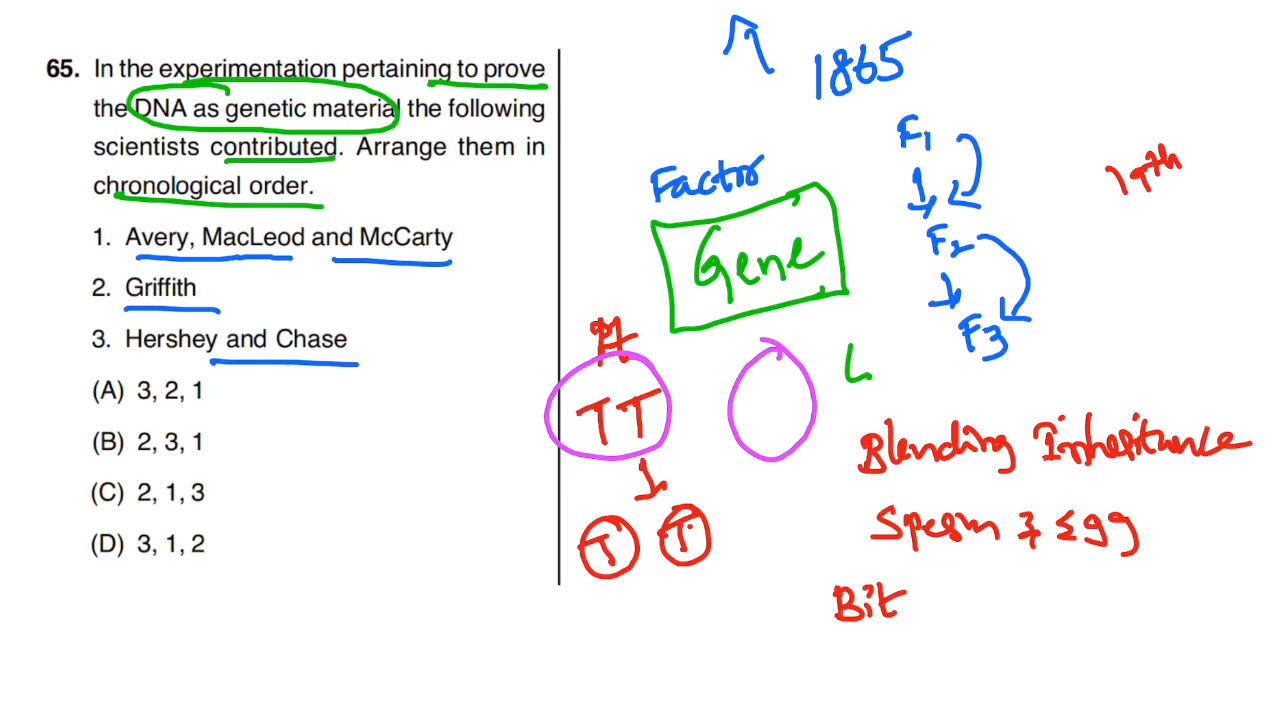 65. In the experimentation pertaining to prove
the DNA as genetic material the following
scientists contributed. Arrange them in
chronological order.
1. Avery, MacLeod and McCarty
2. Griffith
3. Hershey and Chase
(A) 3, 2, 1
(B) 2, 3, 1
(C) 2, 1, 3
(D) 3, 1, 2
1865
F1
F2
F3
19th
Factor
Gene
TT
T T
Blending Inheritance
Sperm & Egg
Bit